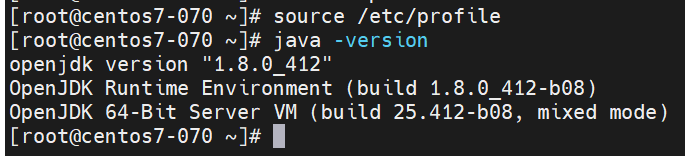 [root@centos7-070 ~]# source /etc/profile
[root@centos7-070 ~]# java -version
openjdk version "1.8.0_412"
OpenJDK Runtime Environment (build 1.8.0_412-b08)
OpenJDK 64-Bit Server VM (build 25.412-b08, mixed mode)
[root@centos7-070 ~]#